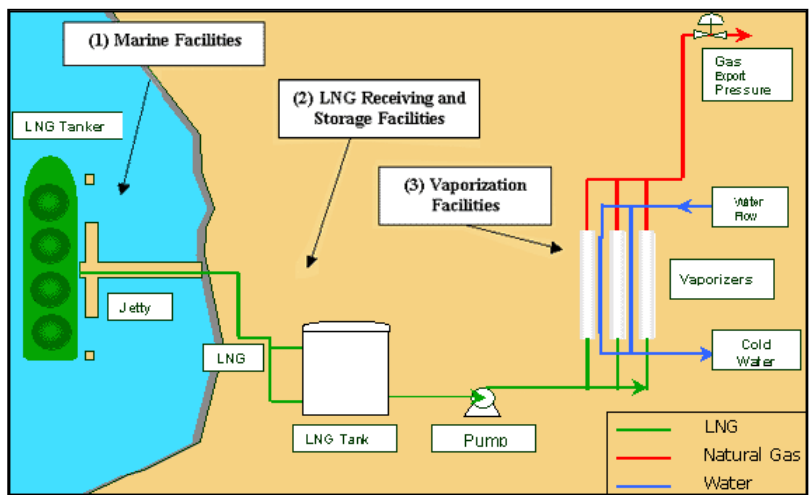 (1) Marine Facilities
(2) LNG Receiving and
Storage Facilities
(3) Vaporization
Facilities
Gas
Export
Pressure
LNG Tanker
Water
Flow
Vaporizers
Jetty
LNG
Cold
Water
LNG Tank
Pump
LNG
Natural Gas
Water